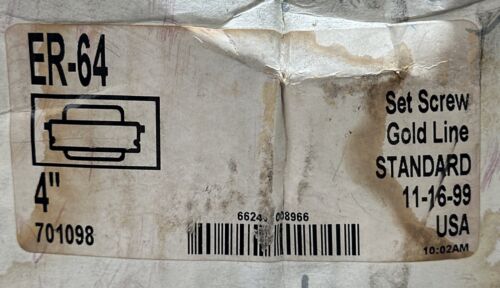 ER-64
4"
701098
Set Screw
Gold Line
STANDARD
11-16-99
USA
10:02AM